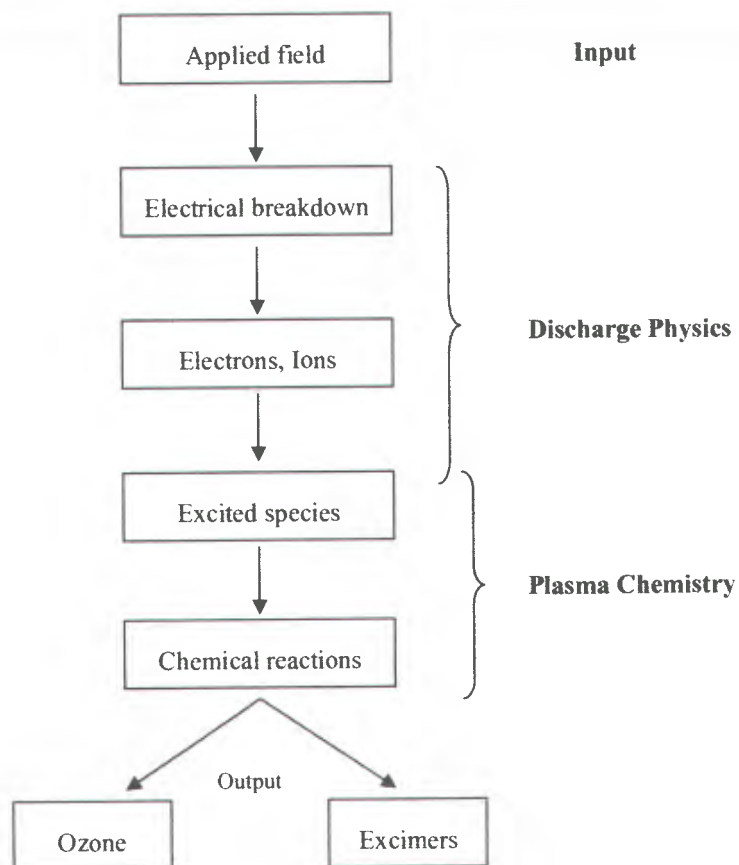 Applied field
Input
Electrical breakdown
Discharge Physics
Electrons, Ions
Excited species
Plasma Chemistry
Chemical reactions
Output
Ozone
Excimers